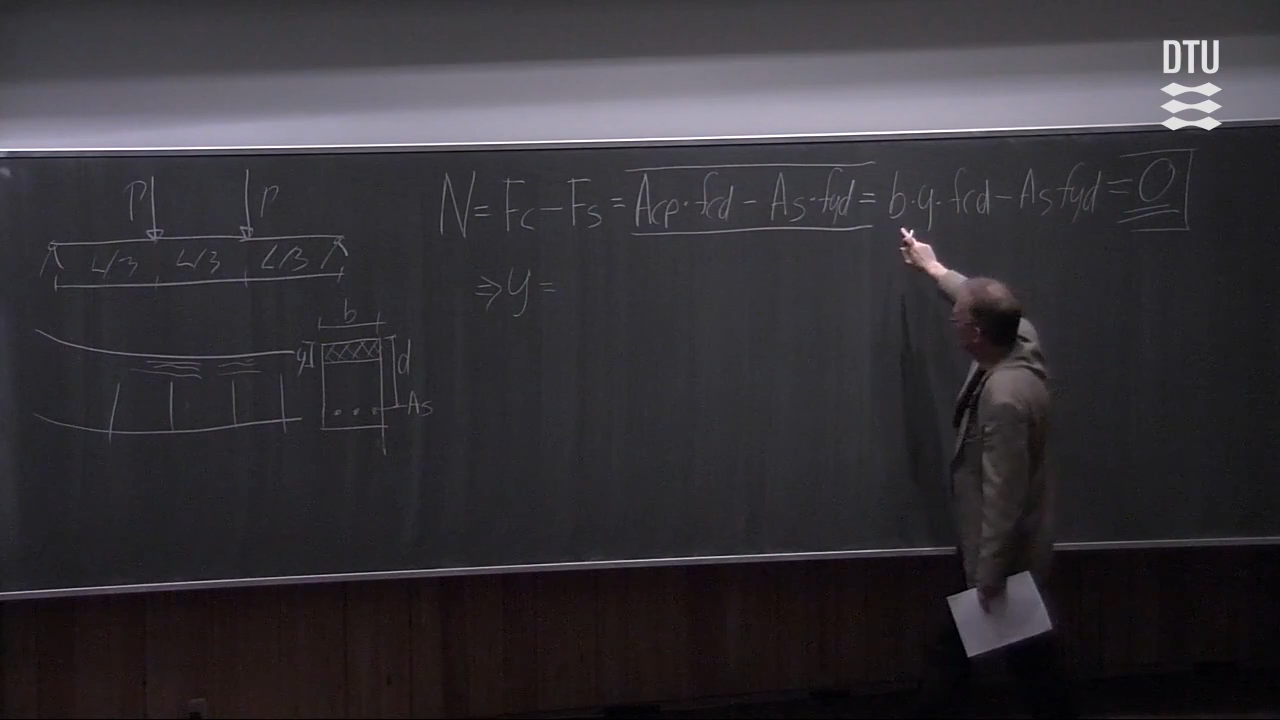 DTU
N = Fc - Fs = Acp · fcd - As · fyd = b · y · fcd - As fyd = 0
⇒ y =
P P
L/3 L/3 L/3
b
y d
As